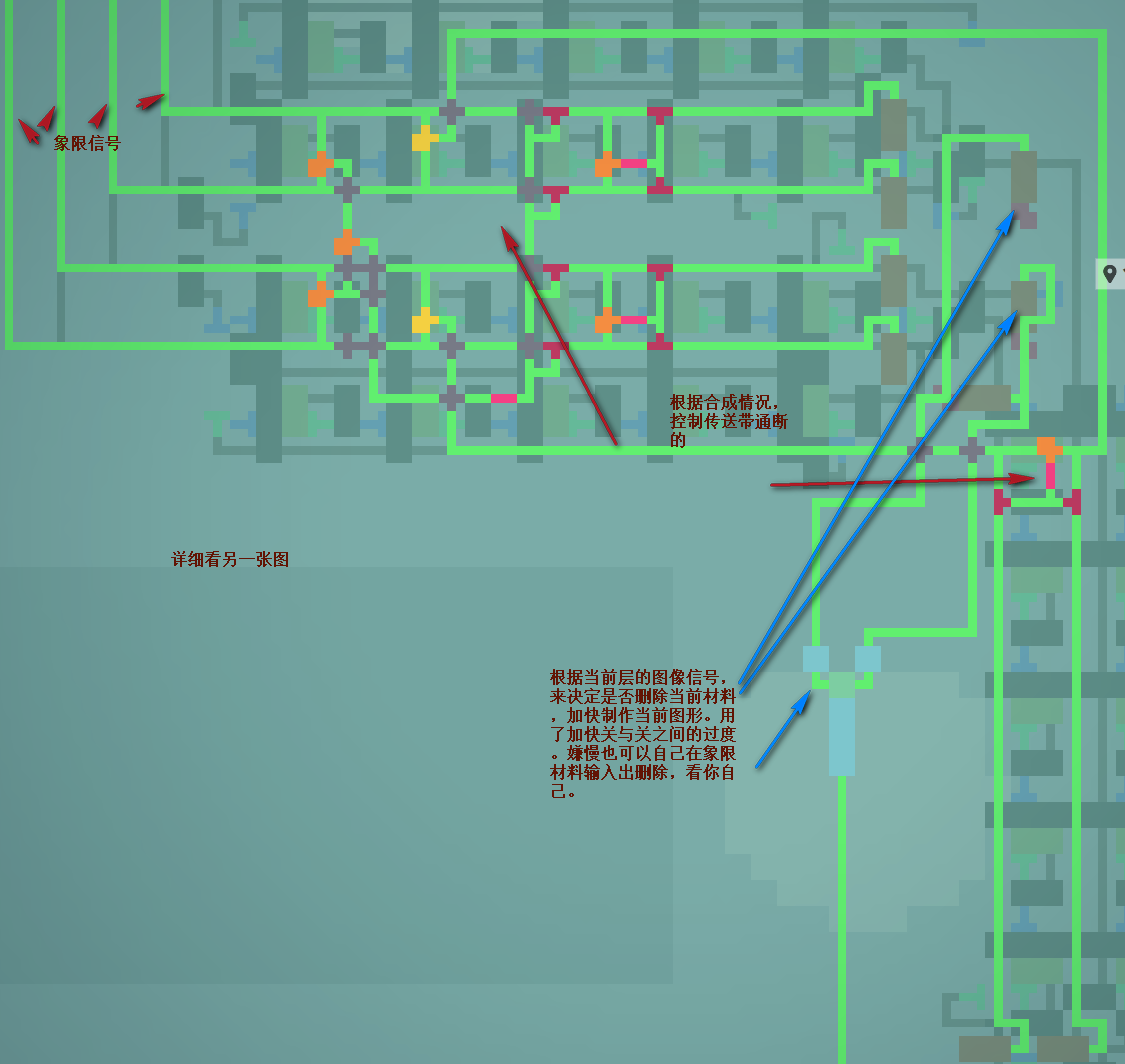 象限信号
根据合成情况，
控制传送带通断
的
详细看另一张图
根据当前层的图像信号，
来决定是否删除当前材料
，加快制作当前图形。用
了加快关与关之间的过度
。嫌慢也可以自己在象限
材料输入出删除，看你自
己。